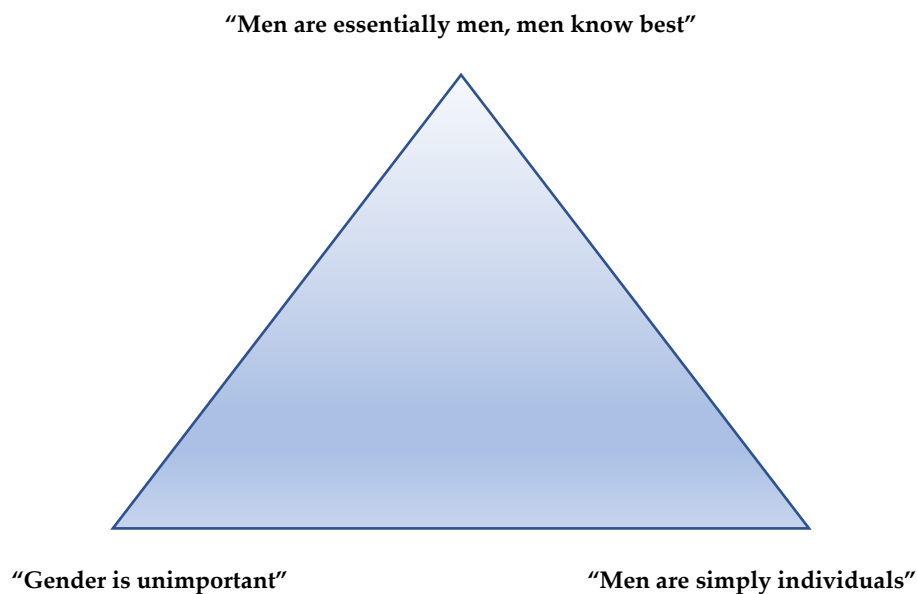 “Men are essentially men, men know best”
“Gender is unimportant”
“Men are simply individuals”